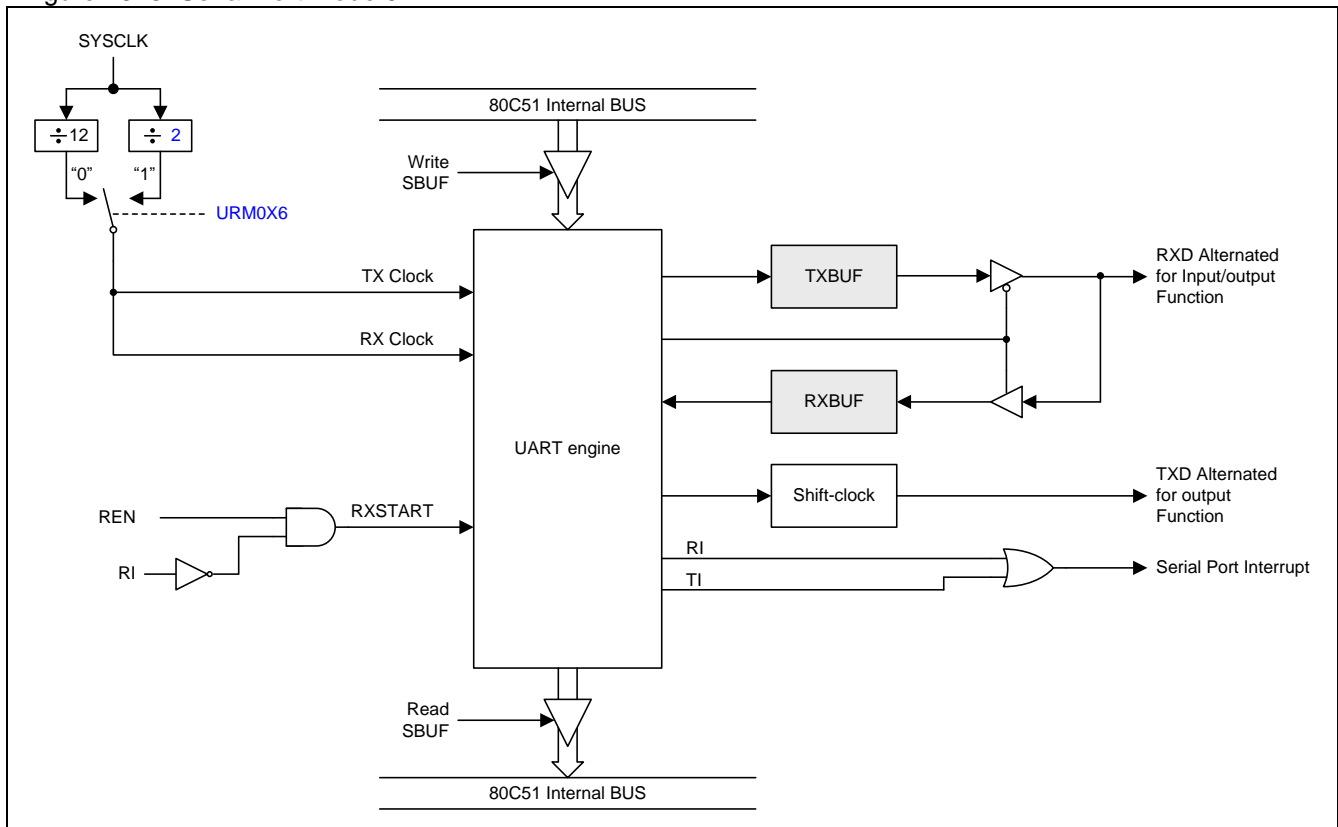 SYSCLK
÷12
÷ 2
"0"
"1"
URM0X6
80C51 Internal BUS
Write
SBUF
TX Clock
RX Clock
UART engine
TXBUF
RXBUF
Shift-clock
RXD Alternated
for Input/output
Function
TXD Alternated
for output
Function
REN
RI
RXSTART
RI
TI
Serial Port Interrupt
Read
SBUF
80C51 Internal BUS